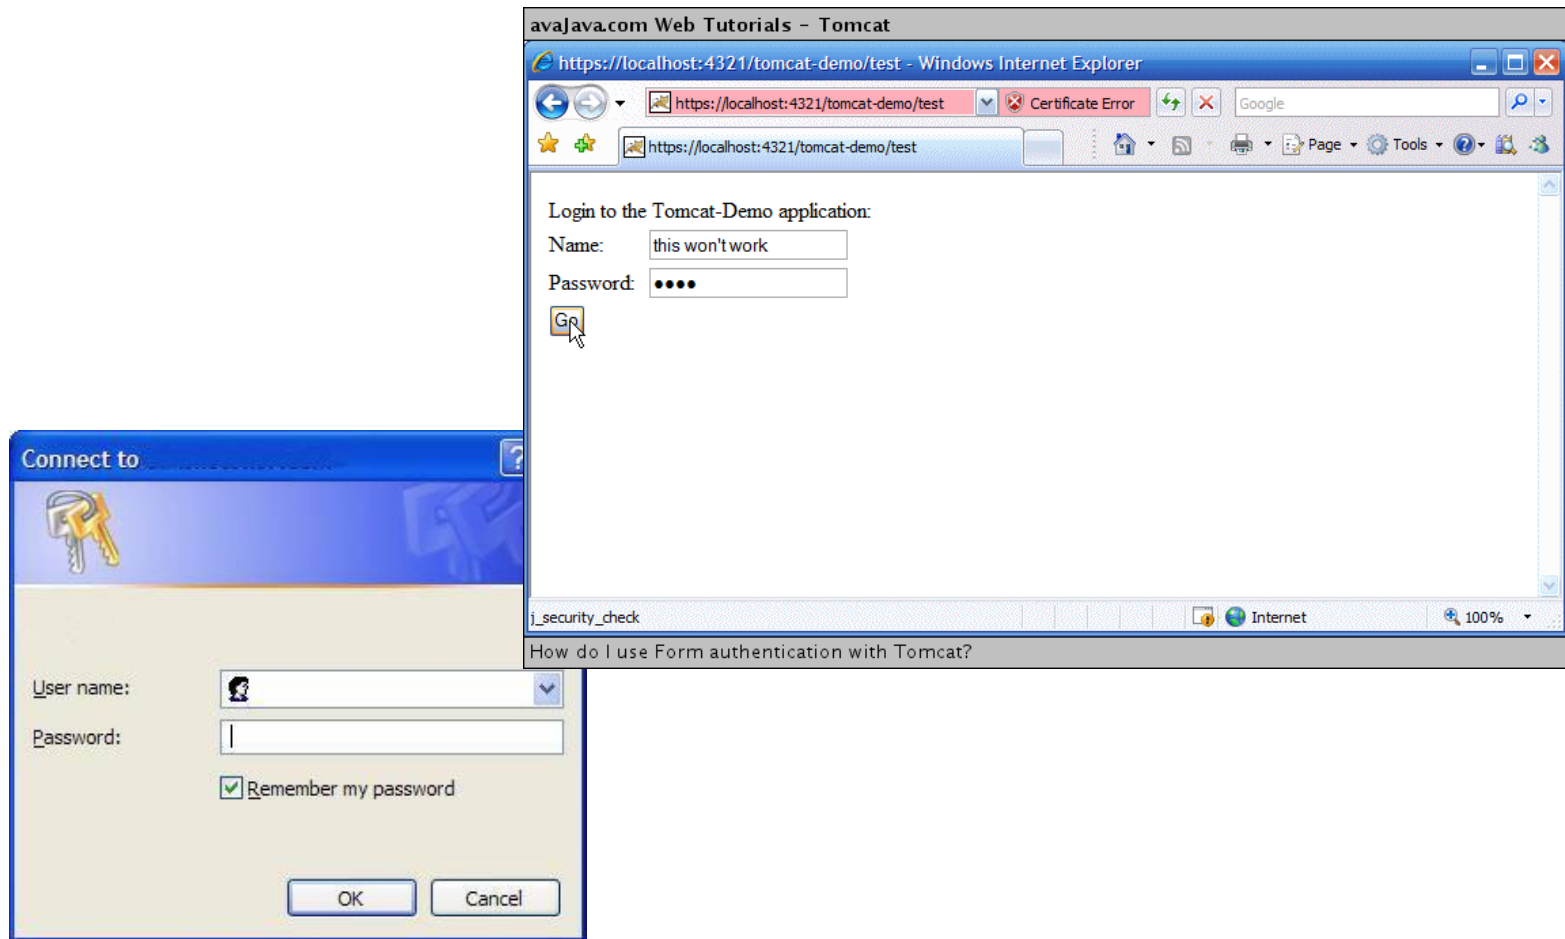 avaJava.com Web Tutorials - Tomcat
https://localhost:4321/tomcat-demo/test - Windows Internet Explorer
https://localhost:4321/tomcat-demo/test Certificate Error Google
https://localhost:4321/tomcat-demo/test Page Tools
Login to the Tomcat-Demo application:
Name: this won't work
Password: ••••
Go
j_security_check Internet 100%
How do I use Form authentication with Tomcat?
Connect to
User name:
Password:
Remember my password
OK Cancel